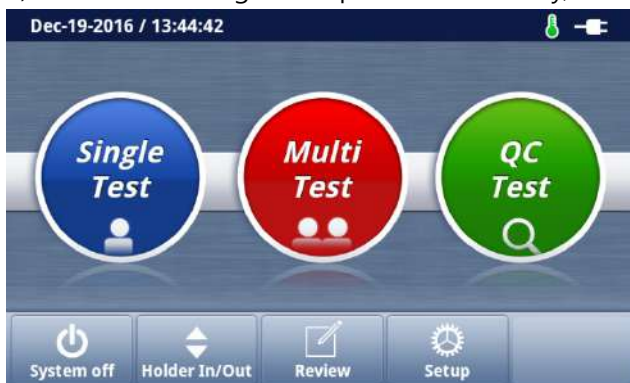 Dec-19-2016 / 13:44:42
Single
Test
Multi
Test
QC
Test
System off
Holder In/Out
Review
Setup